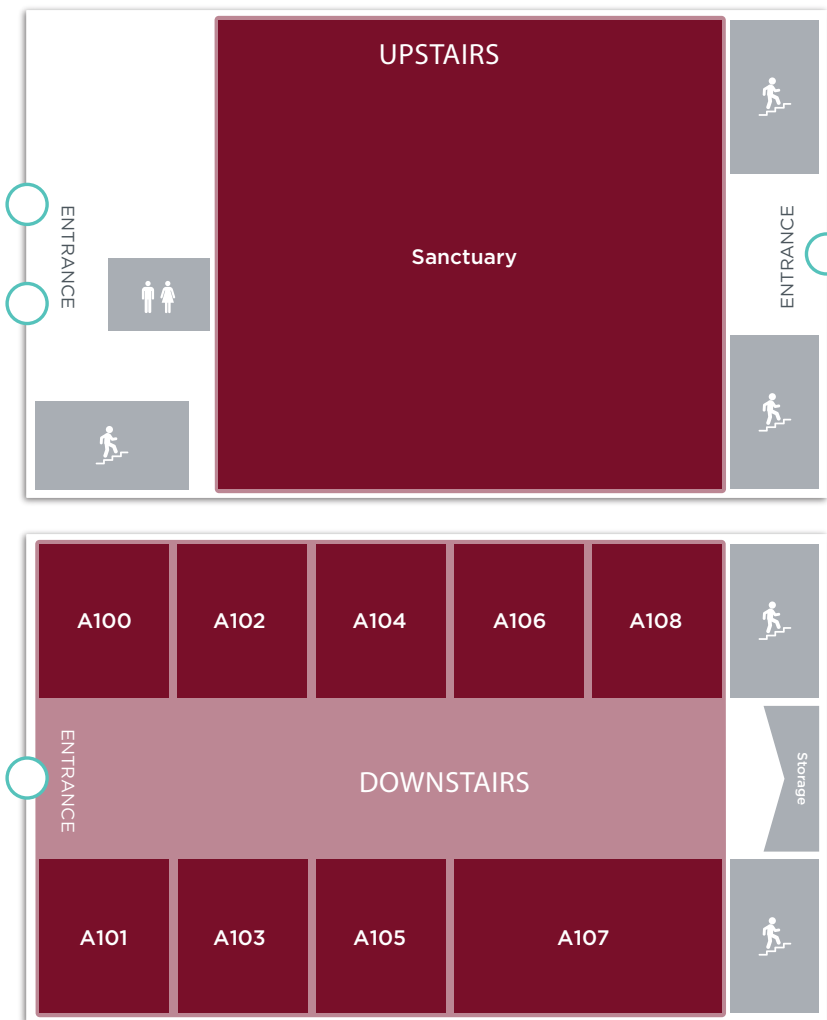 UPSTAIRS
ENTRANCE
Sanctuary
ENTRANCE
A100
A102
A104
A106
A108
ENTRANCE
DOWNSTAIRS
Storage
A101
A103
A105
A107